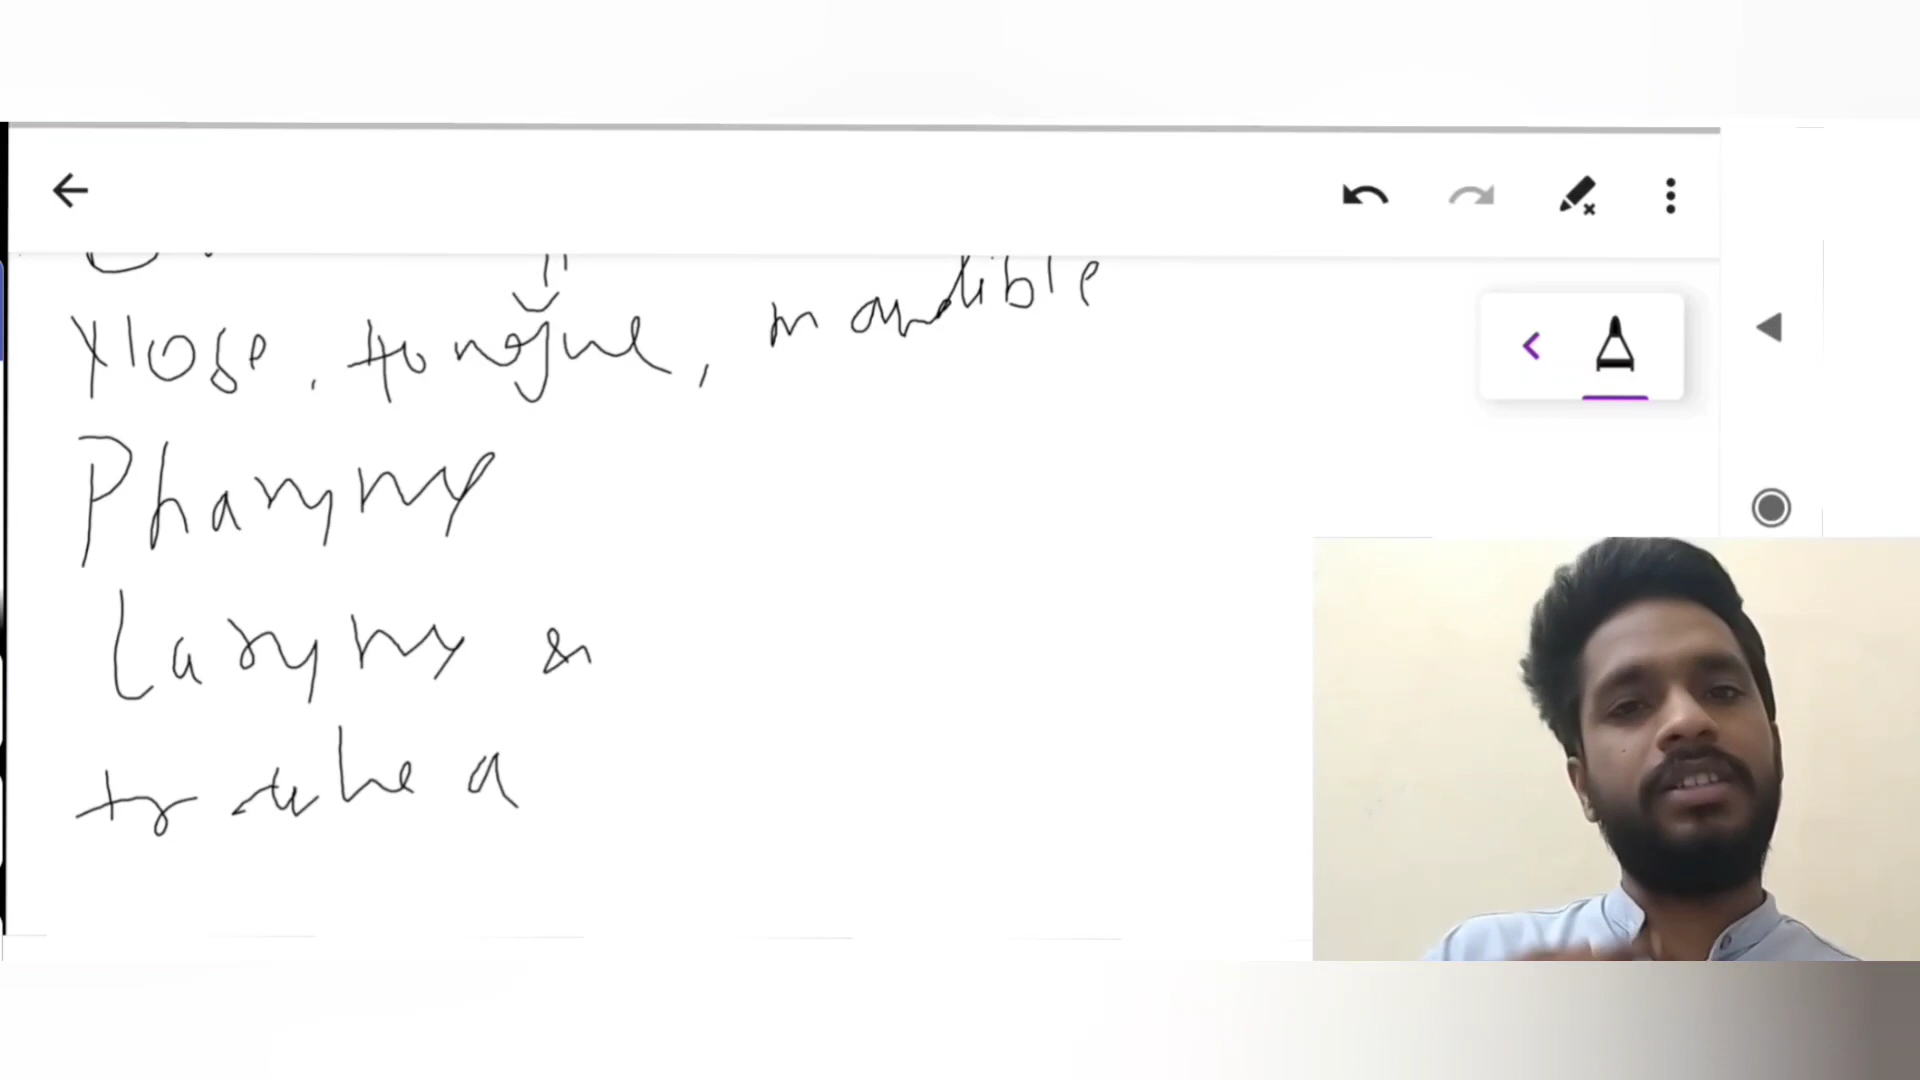 Nose, tongue, mandible
Pharynx
Larynx &
trachea